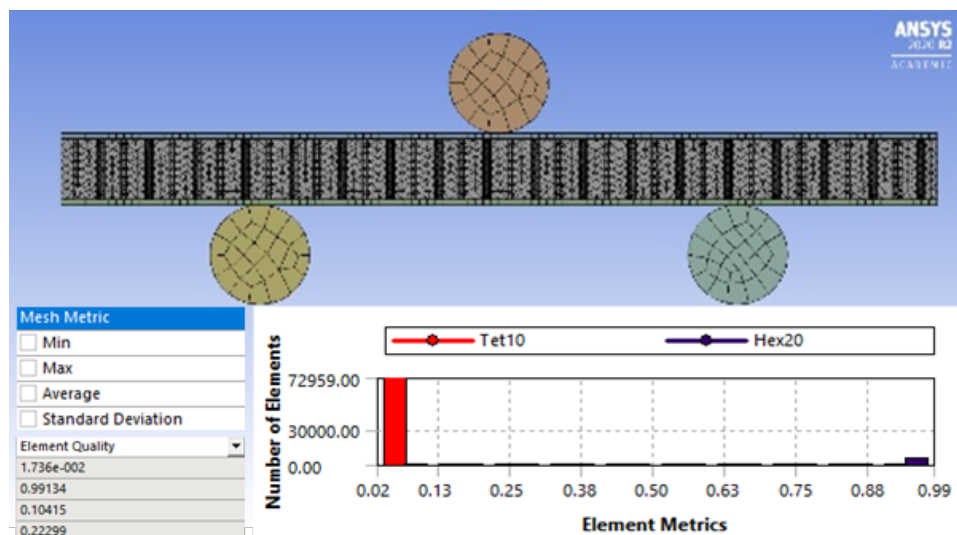 ANSYS
2020 R2
ACADEMIC
Mesh Metric
Min
Max
Average
Standard Deviation
Element Quality
1.736e-002
0.99134
0.10415
0.22299
Tet10
Hex20
Number of Elements
72959.00
30000.00
0.00
0.02 0.13 0.25 0.38 0.50 0.63 0.75 0.88 0.99
Element Metrics